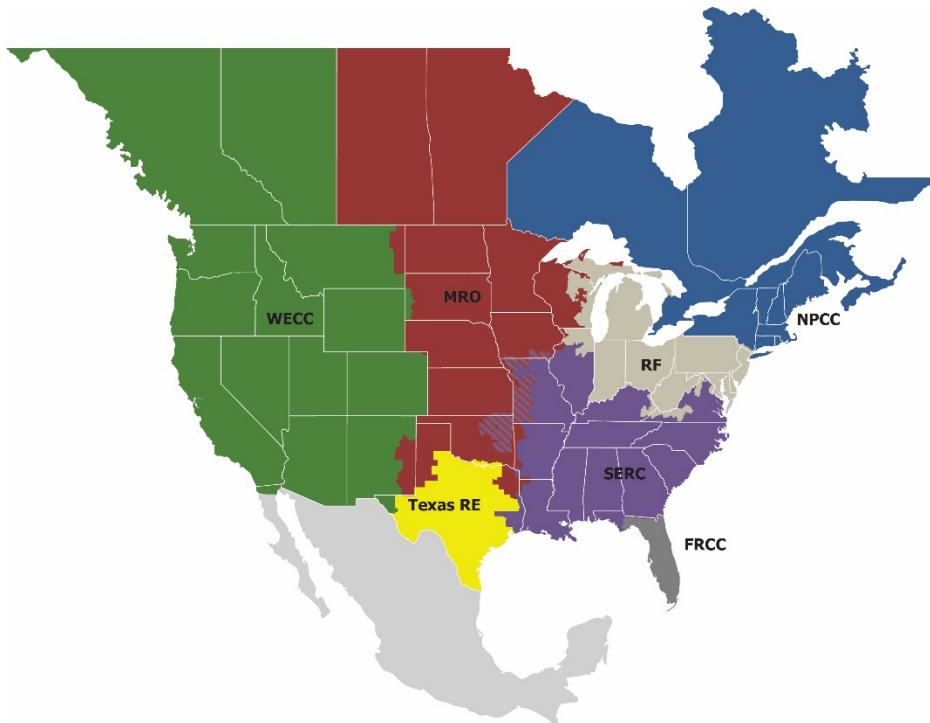 MRO
WECC
NPCC
RF
SERC
Texas RE
FRCC